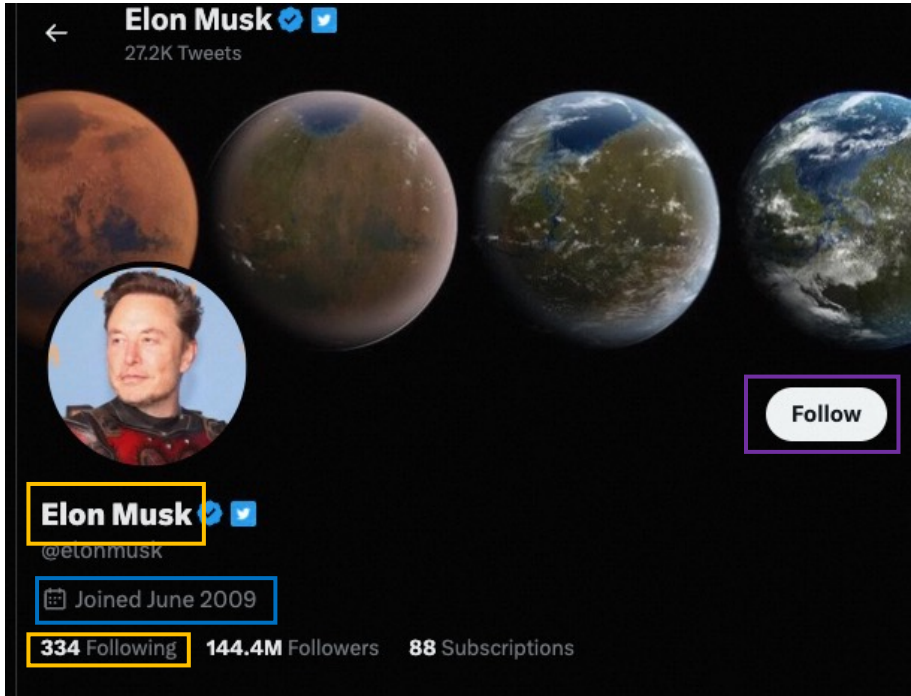 Elon Musk
27.2K Tweets
Follow
Elon Musk
@elonmusk
Joined June 2009
334 Following 144.4M Followers 88 Subscriptions